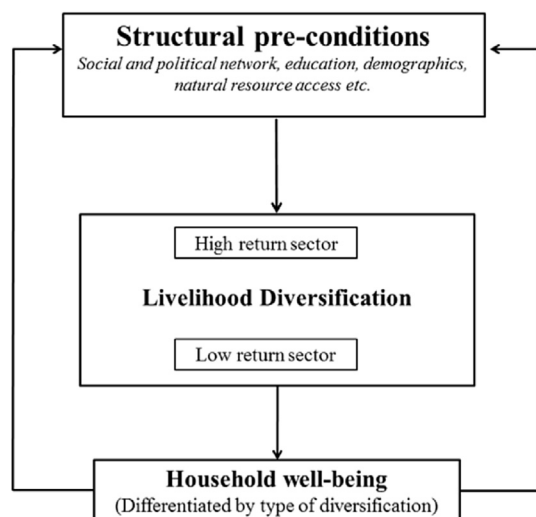 Structural pre-conditions
Social and political network, education, demographics,
natural resource access etc.
High return sector
Livelihood Diversification
Low return sector
Household well-being
(Differentiated by type of diversification)